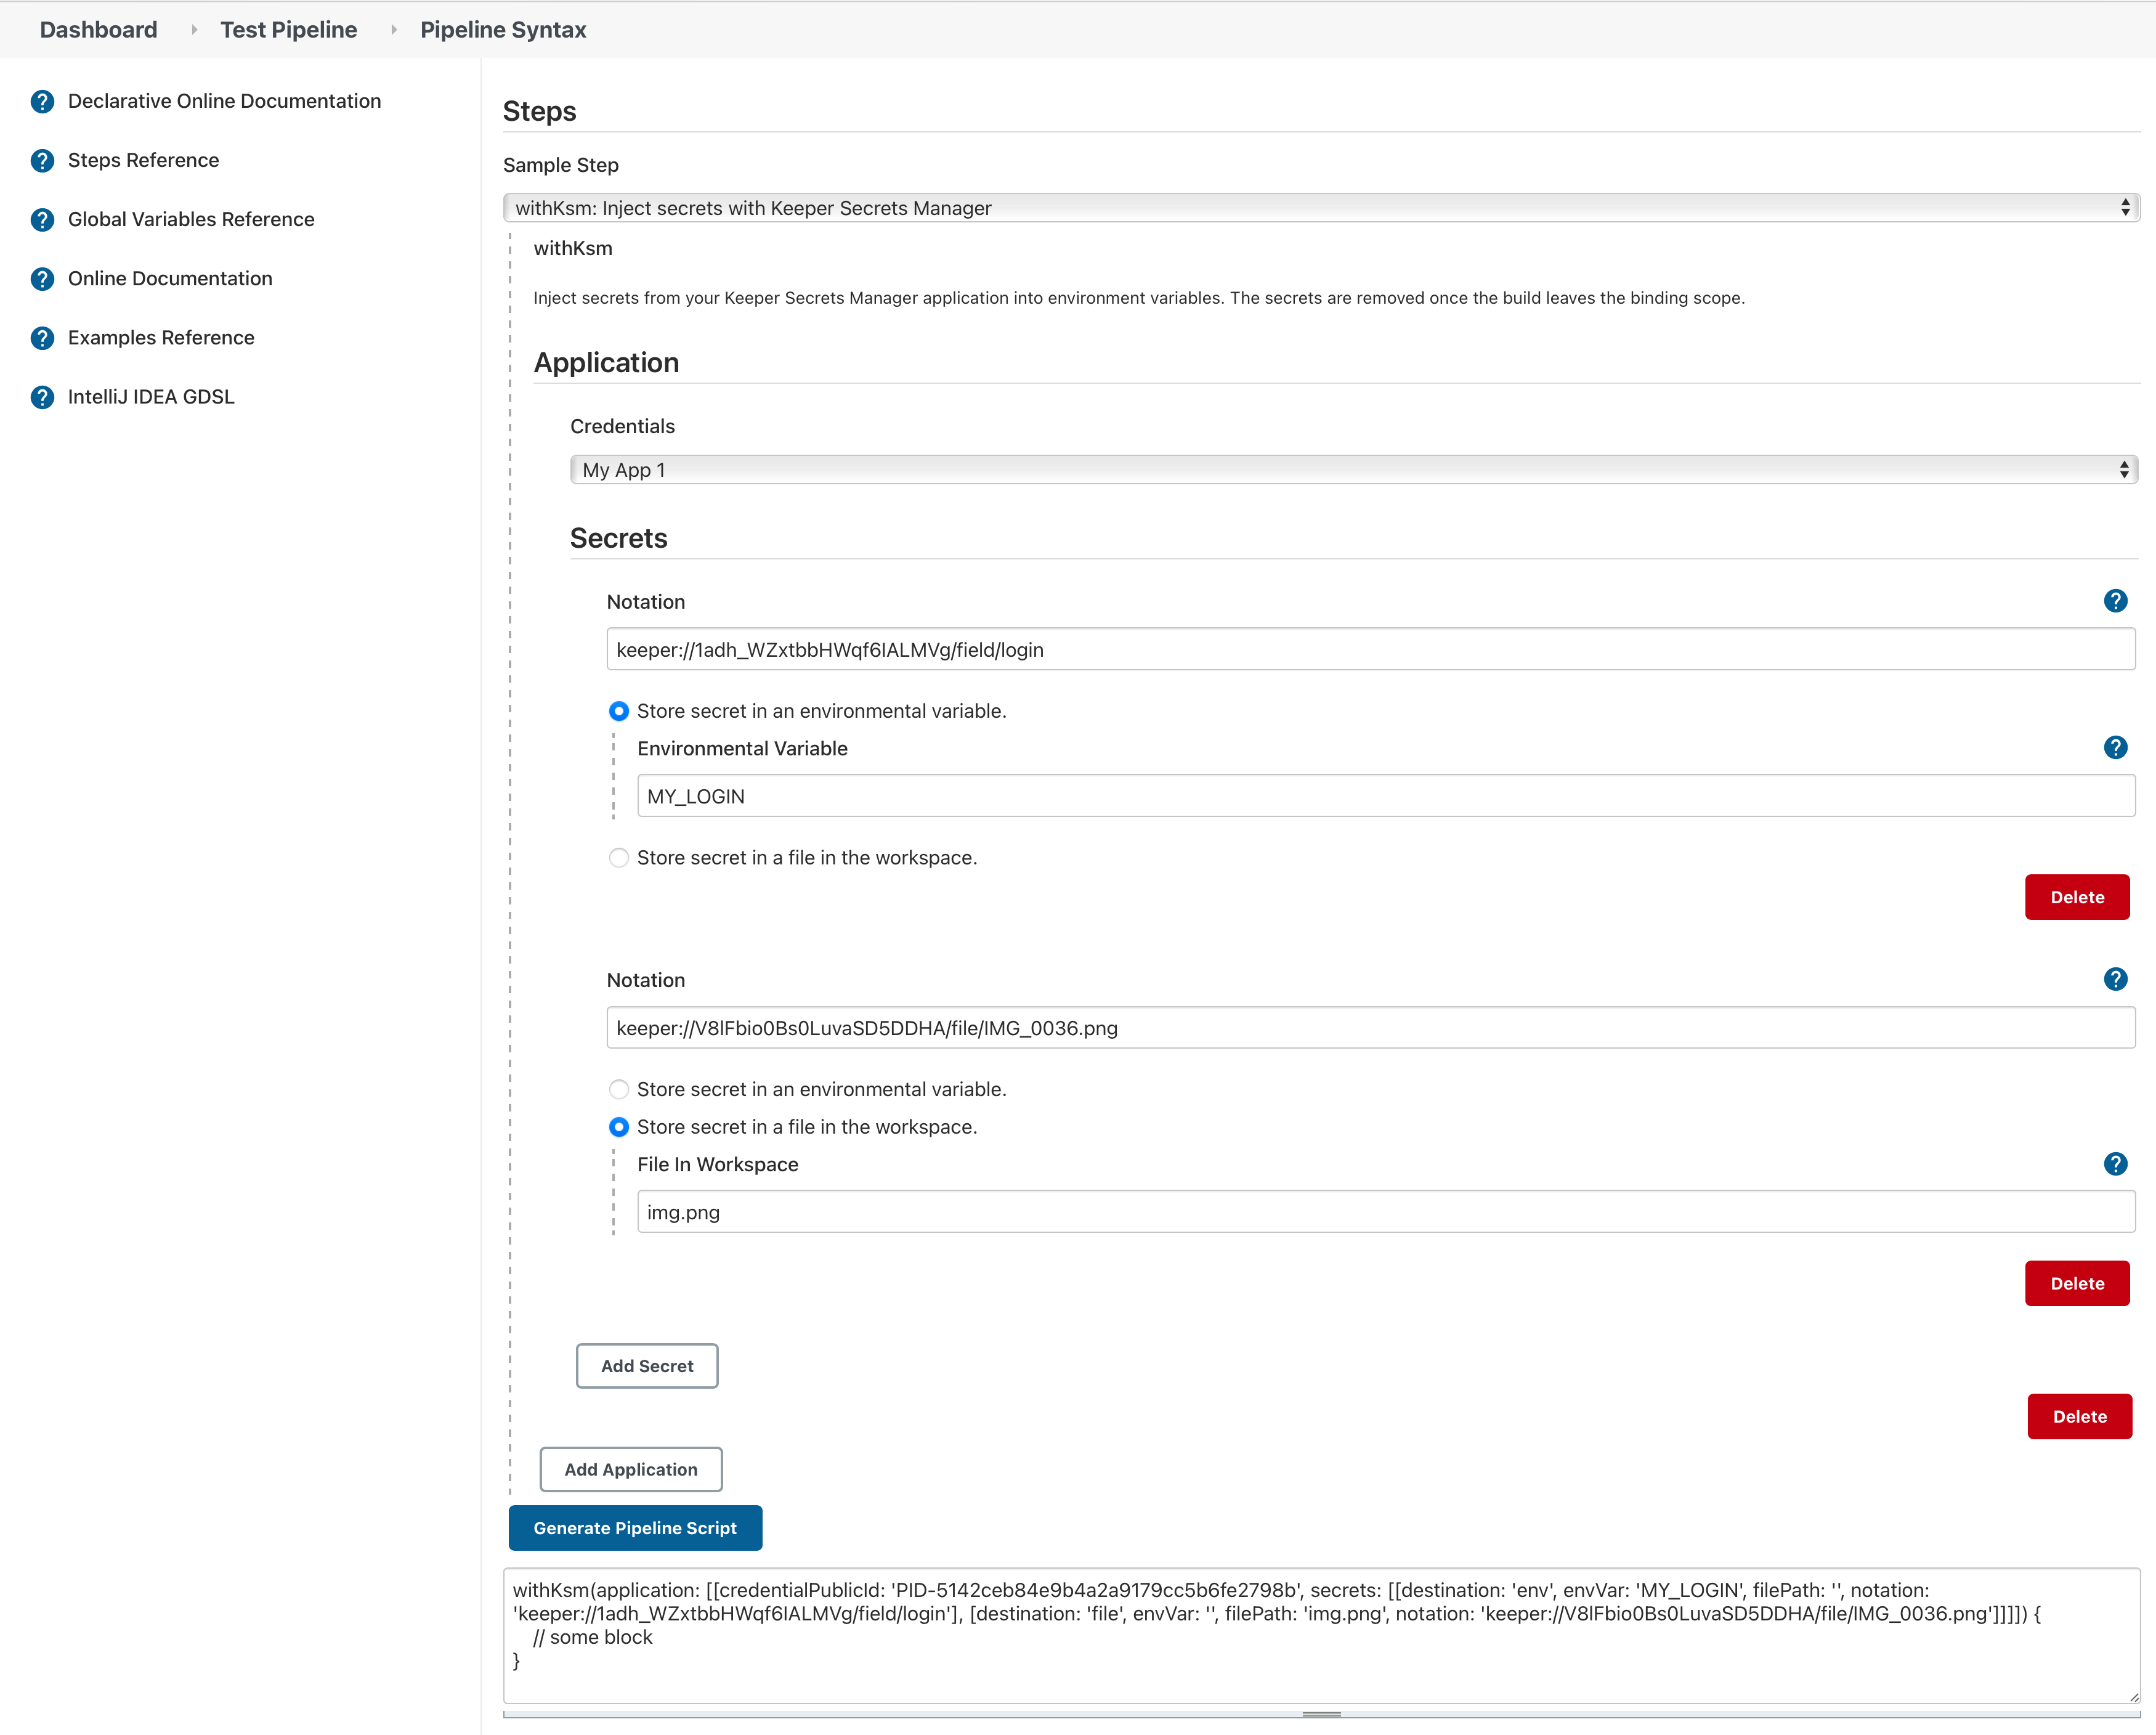 Dashboard
Test Pipeline
Pipeline Syntax
Declarative Online Documentation
Steps Reference
Global Variables Reference
Online Documentation
Examples Reference
IntelliJ IDEA GDSL
Steps
Sample Step
withKsm: Inject secrets with Keeper Secrets Manager
withKsm
Inject secrets from your Keeper Secrets Manager application into environment variables. The secrets are removed once the build leaves the binding scope.
Application
Credentials
My App 1
Secrets
Notation
keeper://1adh_WZxtbbHWqf6IALMVg/field/login
Store secret in an environmental variable.
Environmental Variable
MY_LOGIN
Store secret in a file in the workspace.
Delete
Notation
keeper://V8lFbio0Bs0LuvaSD5DDHA/file/IMG_0036.png
Store secret in an environmental variable.
Store secret in a file in the workspace.
File In Workspace
img.png
Delete
Add Secret
Delete
Add Application
Generate Pipeline Script
withKsm(application: [[credentialPublicId: 'PID-5142ceb84e9b4a2a9179cc5b6fe2798b', secrets: [[destination: 'env', envVar: 'MY_LOGIN', filePath: '', notation:
'keeper://1adh_WZxtbbHWqf6IALMVg/field/login'], [destination: 'file', envVar: '', filePath: 'img.png', notation: 'keeper://V8lFbio0Bs0LuvaSD5DDHA/file/IMG_0036.png']]]]) {
// some block
}